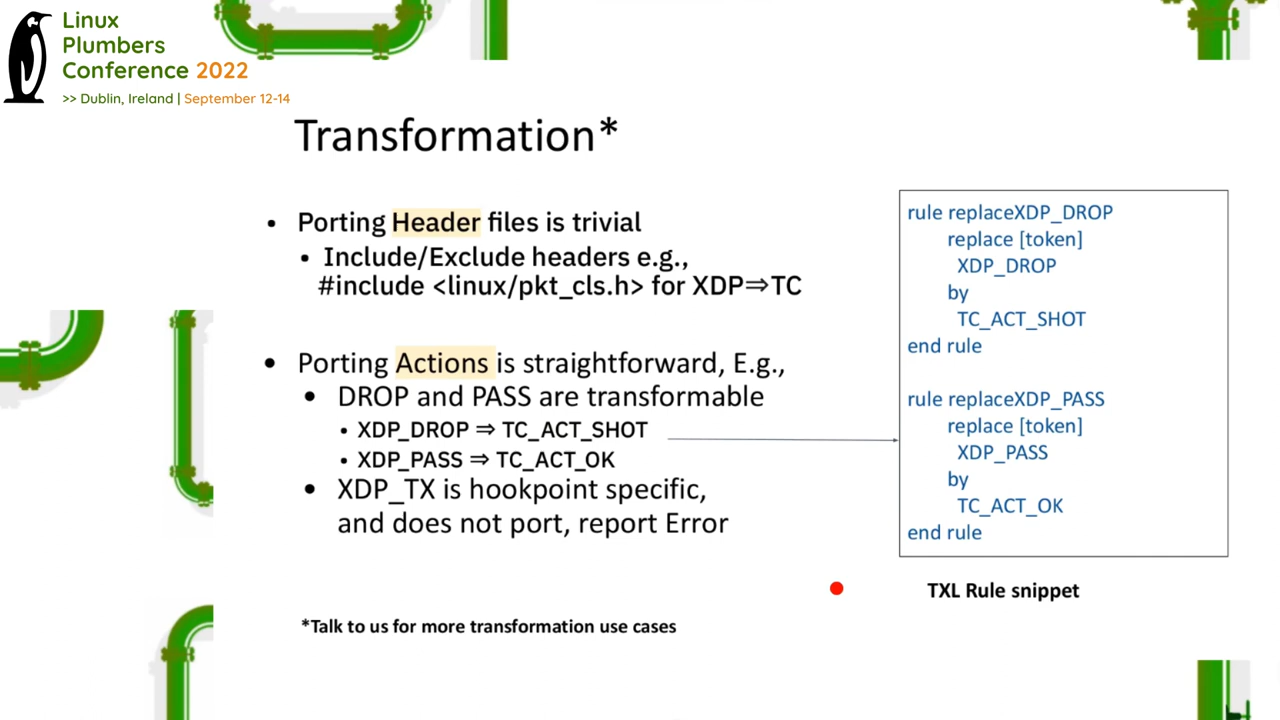 Linux
Plumbers
Conference 2022
>> Dublin, Ireland | September 12-14
Transformation*
• Porting Header files is trivial
• Include/Exclude headers e.g.,
#include <linux/pkt_cls.h> for XDP⇒TC
• Porting Actions is straightforward, E.g.,
• DROP and PASS are transformable
• XDP_DROP ⇒ TC_ACT_SHOT
• XDP_PASS ⇒ TC_ACT_OK
• XDP_TX is hookpoint specific,
and does not port, report Error
*Talk to us for more transformation use cases
rule replaceXDP_DROP
replace [token]
XDP_DROP
by
TC_ACT_SHOT
end rule
rule replaceXDP_PASS
replace [token]
XDP_PASS
by
TC_ACT_OK
end rule
TXL Rule snippet